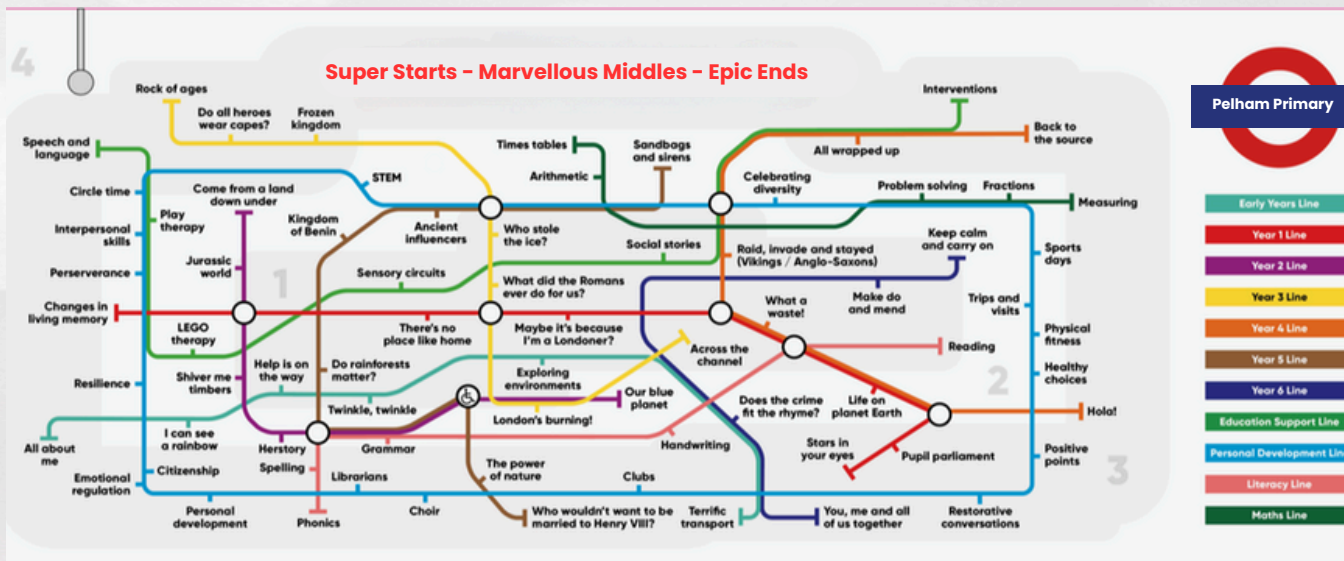 4
Super Starts - Marvellous Middles - Epic Ends
Rock of ages
Do all heroes
wear capes?
Frozen
kingdom
Interventions
Pelham Primary
Speech and
language
Times tables
Sandbags
and sirens
Back to
the source
All wrapped up
Circle time
Come from a land
down under
STEM
Arithmetic
Celebrating
diversity
Problem solving
Fractions
Measuring
Early Years Line
Play
therapy
Kingdom
of Benin
Ancient
influencers
Who stole
the ice?
Interpersonal
skills
Social stories
Raid, invade and stayed
(Vikings / Anglo-Saxons)
Keep calm
and carry on
Sports
days
Year 1 Line
Year 2 Line
Perserverance
Jurassic
world
1
Sensory circuits
What did the Romans
ever do for us?
Make do
and mend
Trips and
visits
Year 3 Line
Changes in
living memory
What a
waste!
LEGO
therapy
There's no
place like home
Maybe it's because
I'm a Londoner?
Physical
fitness
Year 4 Line
Across the
channel
Reading
Year 5 Line
Resilience
Shiver me
timbers
Help is on
the way
Do rainforests
matter?
Exploring
environments
2
Healthy
choices
Year 6 Line
Twinkle, twinkle
Our blue
planet
Does the crime
fit the rhyme?
Life on
planet Earth
Hola!
London's burning!
Education Support Line
All about
me
I can see
a rainbow
Herstory
Grammar
Handwriting
Stars in
your eyes
Pupil parliament
Positive
points
Personal Development Lin
Emotional
regulation
Citizenship
Spelling
Librarians
The power
of nature
Clubs
3
Literacy Line
Personal
development
Phonics
Choir
Who wouldn't want to be
married to Henry VIII?
Terrific
transport
You, me and all
of us together
Restorative
conversations
Maths Line